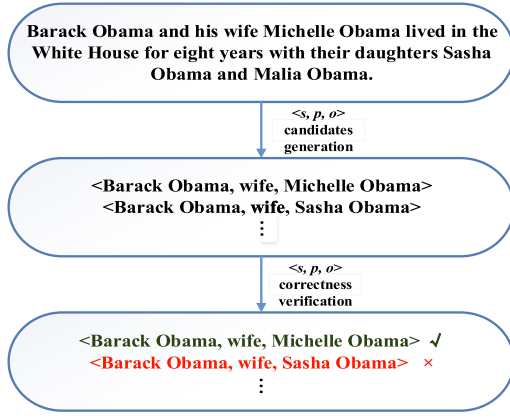 Barack Obama and his wife Michelle Obama lived in the
White House for eight years with their daughters Sasha
Obama and Malia Obama.
<s, p, o>
candidates
generation
<Barack Obama, wife, Michelle Obama>
<Barack Obama, wife, Sasha Obama>
⋮
<s, p, o>
correctness
verification
<Barack Obama, wife, Michelle Obama> √
<Barack Obama, wife, Sasha Obama> ×
⋮